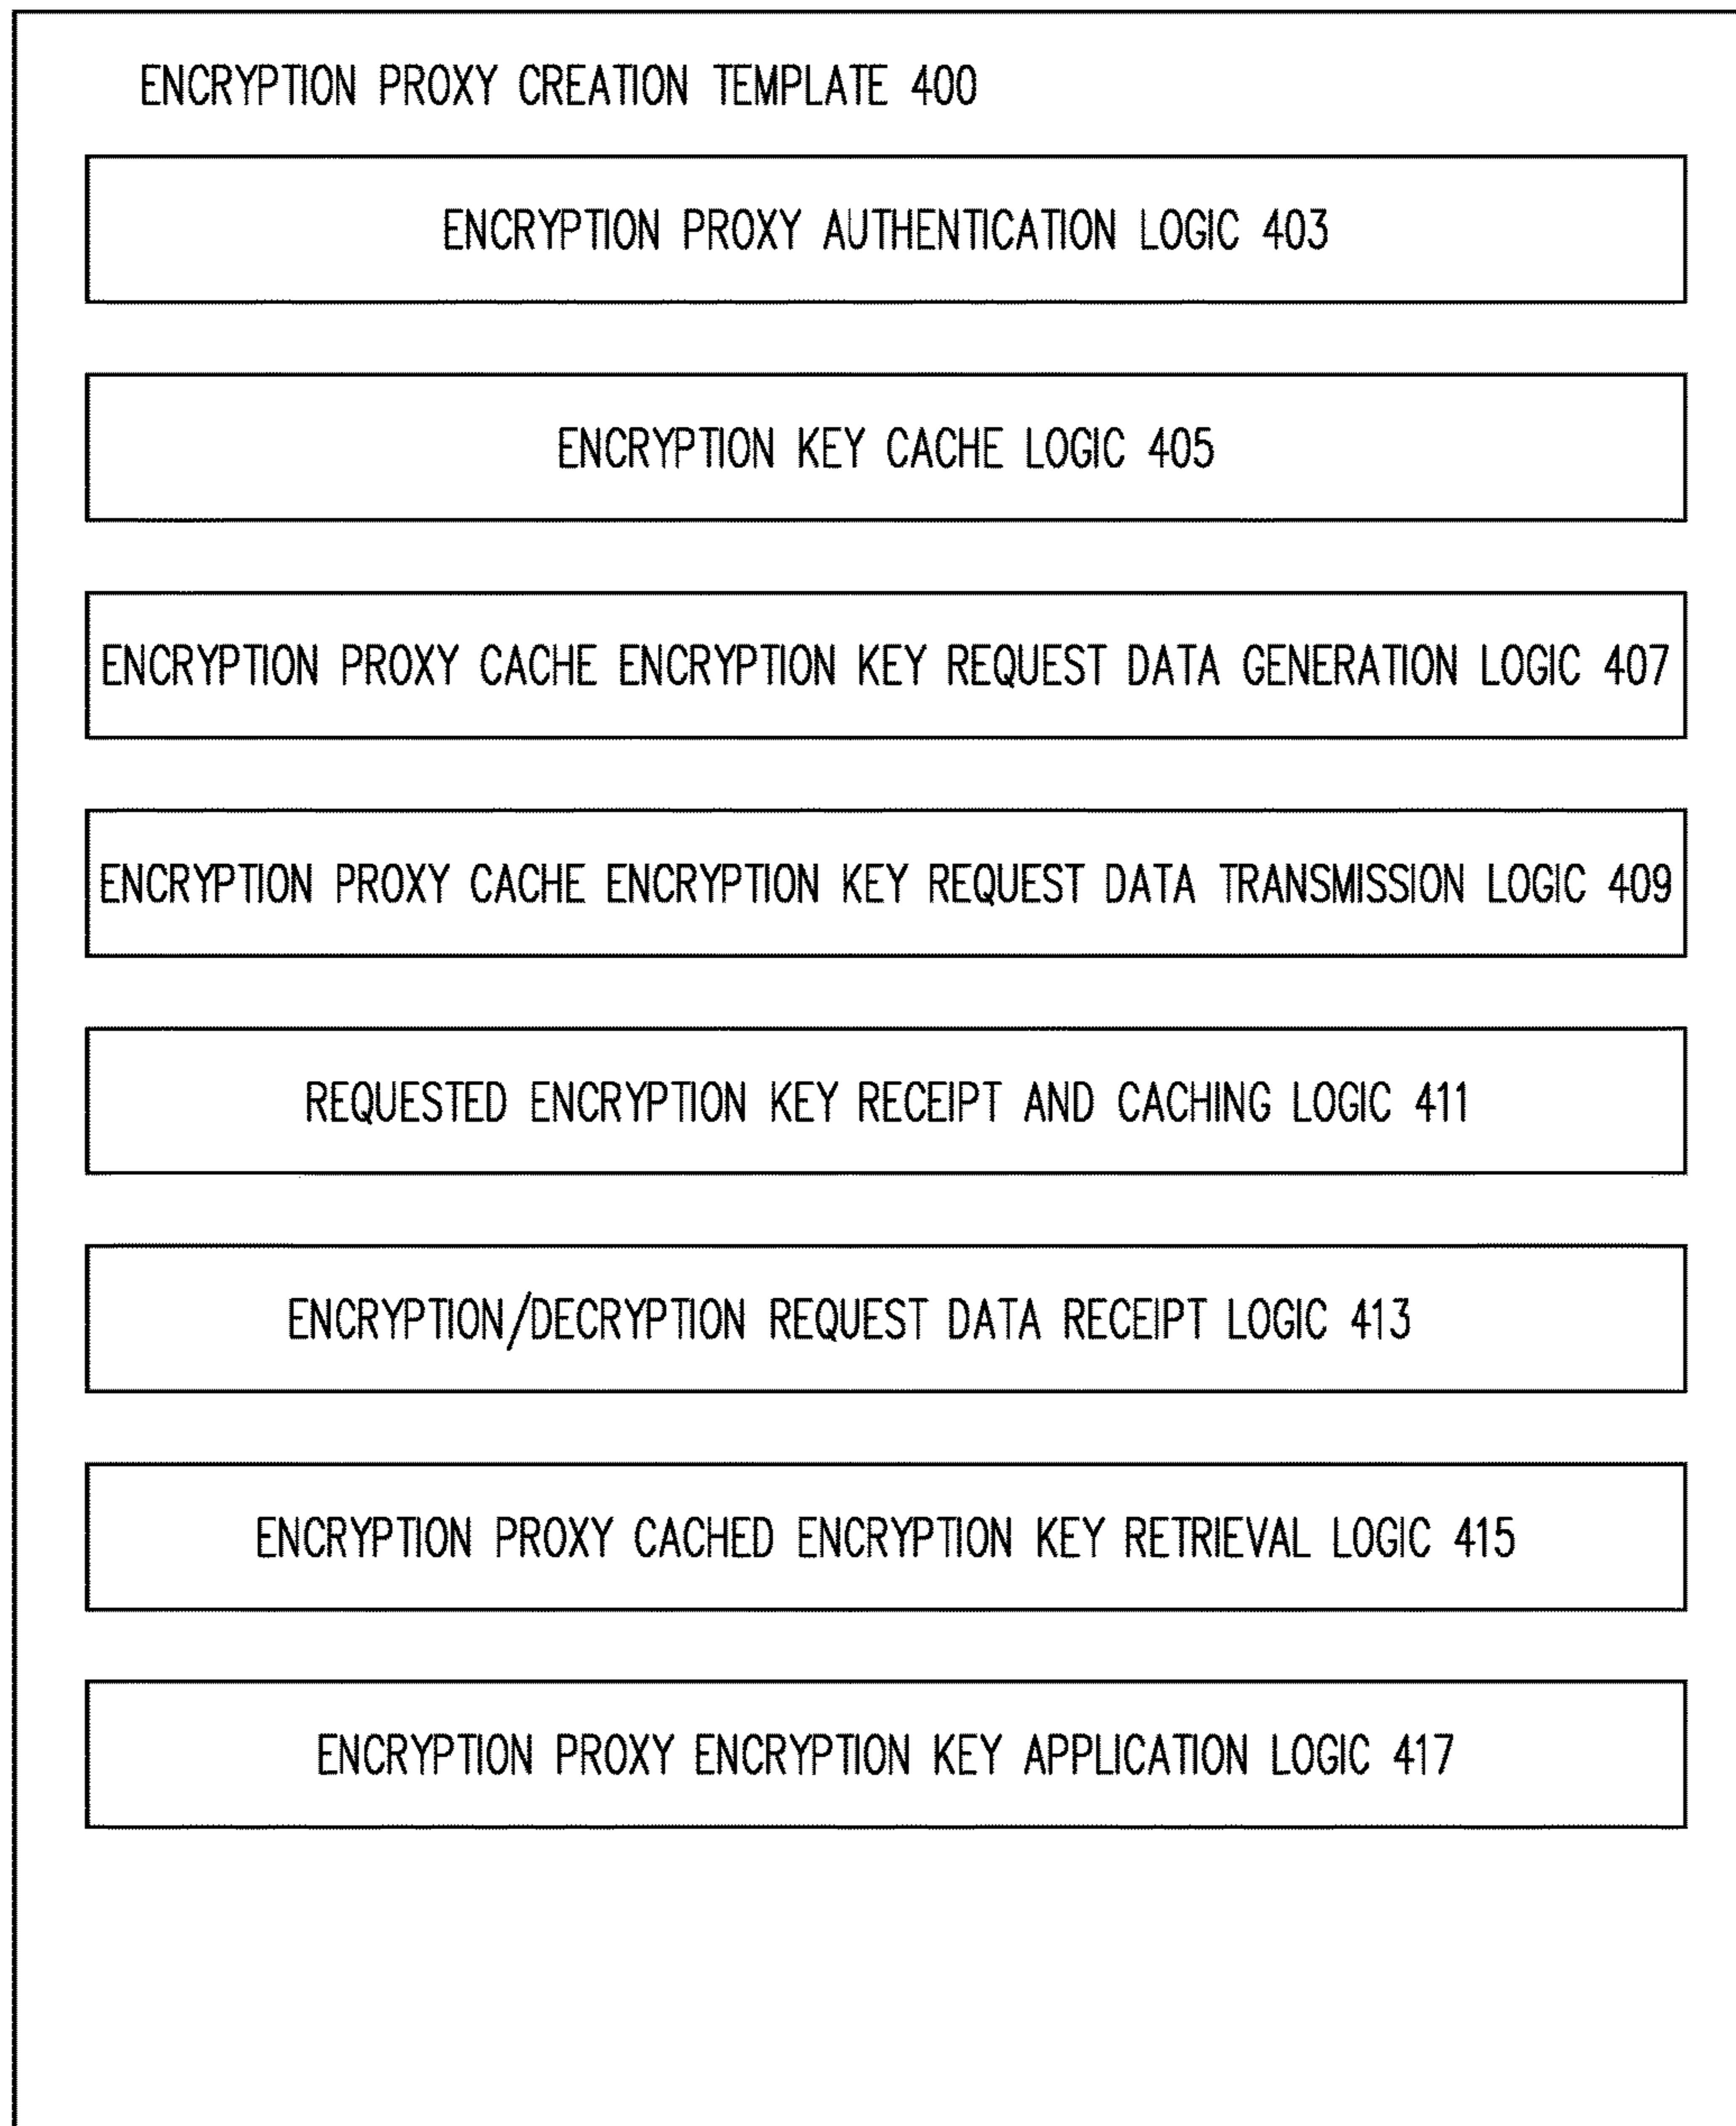 ENCRYPTION PROXY CREATION TEMPLATE 400
ENCRYPTION PROXY AUTHENTICATION LOGIC 403
ENCRYPTION KEY CACHE LOGIC 405
ENCRYPTION PROXY CACHE ENCRYPTION KEY REQUEST DATA GENERATION LOGIC 407
ENCRYPTION PROXY CACHE ENCRYPTION KEY REQUEST DATA TRANSMISSION LOGIC 409
REQUESTED ENCRYPTION KEY RECEIPT AND CACHING LOGIC 411
ENCRYPTION/DECRYPTION REQUEST DATA RECEIPT LOGIC 413
ENCRYPTION PROXY CACHED ENCRYPTION KEY RETRIEVAL LOGIC 415
ENCRYPTION PROXY ENCRYPTION KEY APPLICATION LOGIC 417